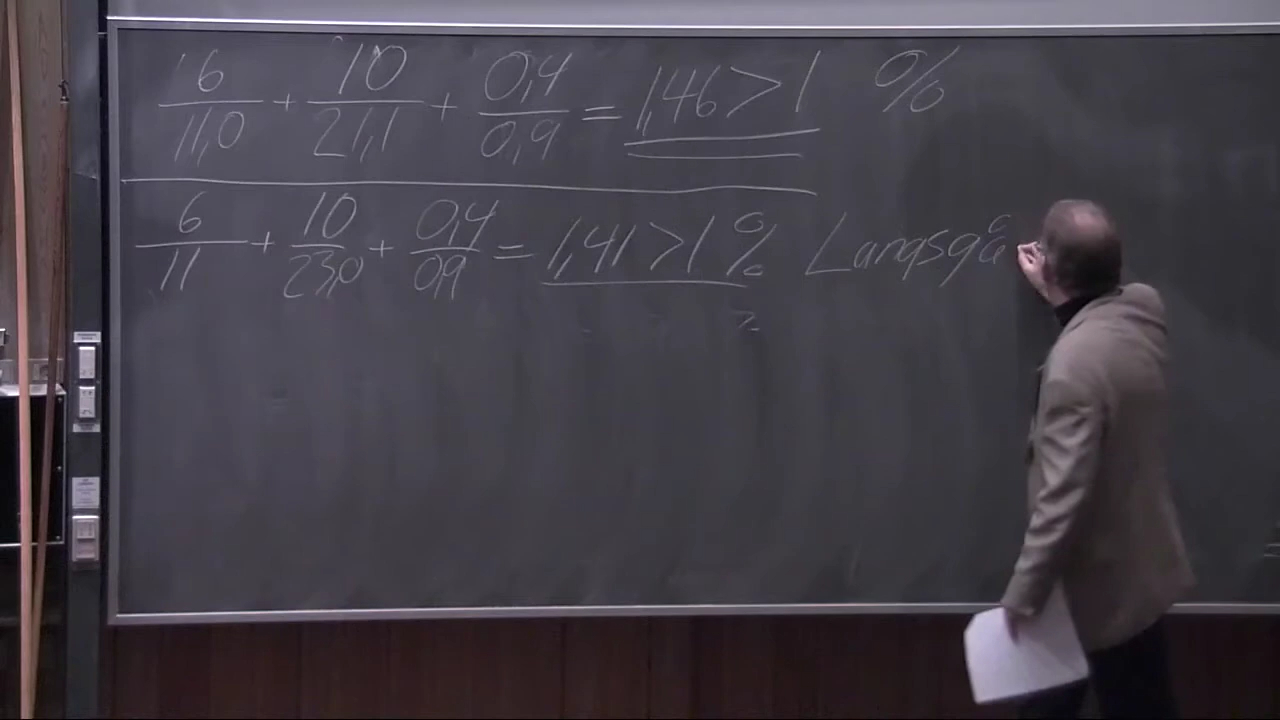 6/11,0 + 10/21,1 + 0,4/0,9 = 1,46 > 1 %
6/11 + 10/23,0 + 0,4/0,9 = 1,41 > 1 % Langsgå